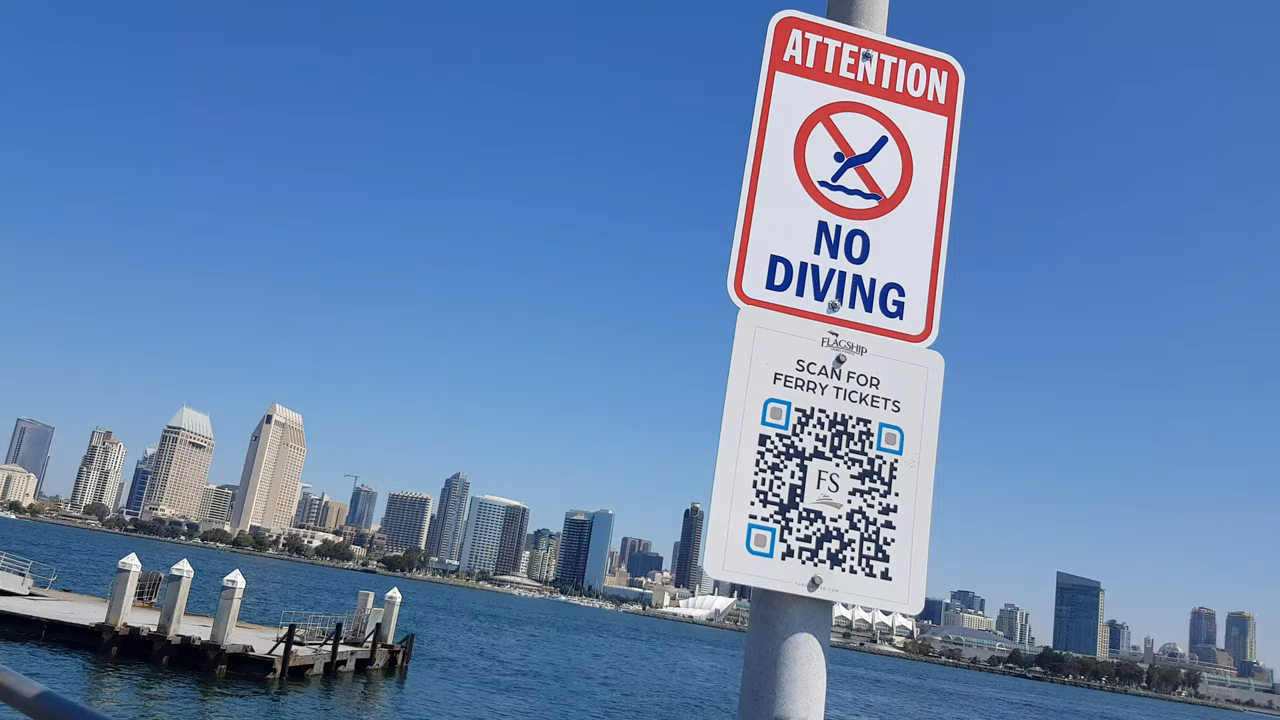 ATTENTION
NO
DIVING
FLAGSHIP
SCAN FOR
FERRY TICKETS
FS